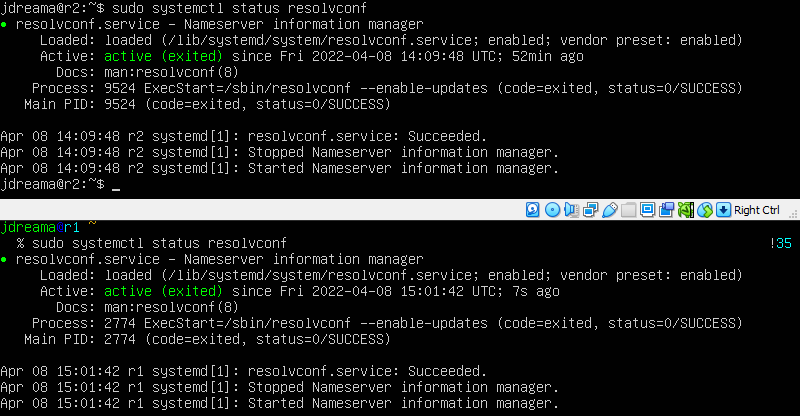 jdreama@r2:~$ sudo systemctl status resolvconf
● resolvconf.service - Nameserver information manager
Loaded: loaded (/lib/systemd/system/resolvconf.service; enabled; vendor preset: enabled)
Active: active (exited) since Fri 2022-04-08 14:09:48 UTC; 52min ago
Docs: man:resolvconf(8)
Process: 9524 ExecStart=/sbin/resolvconf --enable-updates (code=exited, status=0/SUCCESS)
Main PID: 9524 (code=exited, status=0/SUCCESS)
Apr 08 14:09:48 r2 systemd[1]: resolvconf.service: Succeeded.
Apr 08 14:09:48 r2 systemd[1]: Stopped Nameserver information manager.
Apr 08 14:09:48 r2 systemd[1]: Started Nameserver information manager.
jdreama@r2:~$ _
Right Ctrl
jdreama@r1 ~
% sudo systemctl status resolvconf !35
● resolvconf.service - Nameserver information manager
Loaded: loaded (/lib/systemd/system/resolvconf.service; enabled; vendor preset: enabled)
Active: active (exited) since Fri 2022-04-08 15:01:42 UTC; 7s ago
Docs: man:resolvconf(8)
Process: 2774 ExecStart=/sbin/resolvconf --enable-updates (code=exited, status=0/SUCCESS)
Main PID: 2774 (code=exited, status=0/SUCCESS)
Apr 08 15:01:42 r1 systemd[1]: resolvconf.service: Succeeded.
Apr 08 15:01:42 r1 systemd[1]: Stopped Nameserver information manager.
Apr 08 15:01:42 r1 systemd[1]: Started Nameserver information manager.